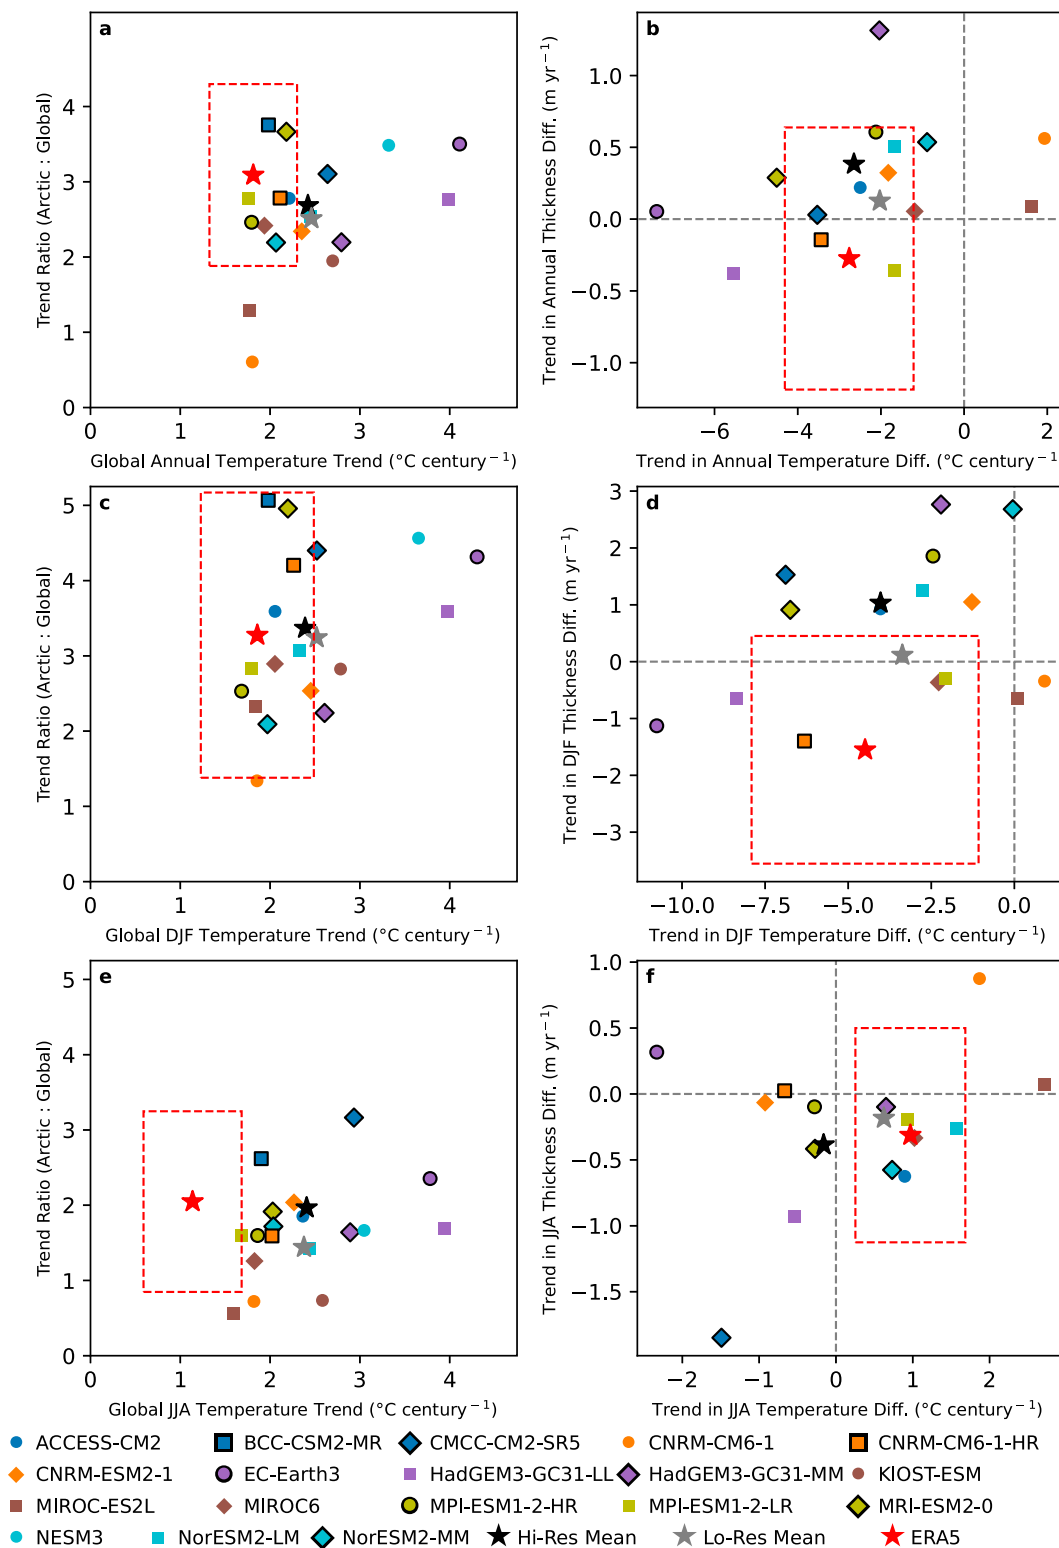 a
b
4
3
2
1
0
Trend Ratio (Arctic : Global)
0 1 2 3 4
Global Annual Temperature Trend (°C century⁻¹)
1.0
0.5
0.0
−0.5
−1.0
Trend in Annual Thickness Diff. (m yr⁻¹)
−6 −4 −2 0 2
Trend in Annual Temperature Diff. (°C century⁻¹)
c
d
5
4
3
2
1
0
Trend Ratio (Arctic : Global)
0 1 2 3 4
Global DJF Temperature Trend (°C century⁻¹)
3
2
1
0
−1
−2
−3
Trend in DJF Thickness Diff. (m yr⁻¹)
−10.0 −7.5 −5.0 −2.5 0.0
Trend in DJF Temperature Diff. (°C century⁻¹)
e
f
5
4
3
2
1
0
Trend Ratio (Arctic : Global)
0 1 2 3 4
Global JJA Temperature Trend (°C century⁻¹)
1.0
0.5
0.0
−0.5
−1.0
−1.5
Trend in JJA Thickness Diff. (m yr⁻¹)
−2 −1 0 1 2
Trend in JJA Temperature Diff. (°C century⁻¹)
ACCESS-CM2 BCC-CSM2-MR CMCC-CM2-SR5 CNRM-CM6-1 CNRM-CM6-1-HR
CNRM-ESM2-1 EC-Earth3 HadGEM3-GC31-LL HadGEM3-GC31-MM KIOST-ESM
MIROC-ES2L MIROC6 MPI-ESM1-2-HR MPI-ESM1-2-LR MRI-ESM2-0
NESM3 NorESM2-LM NorESM2-MM Hi-Res Mean Lo-Res Mean ERA5